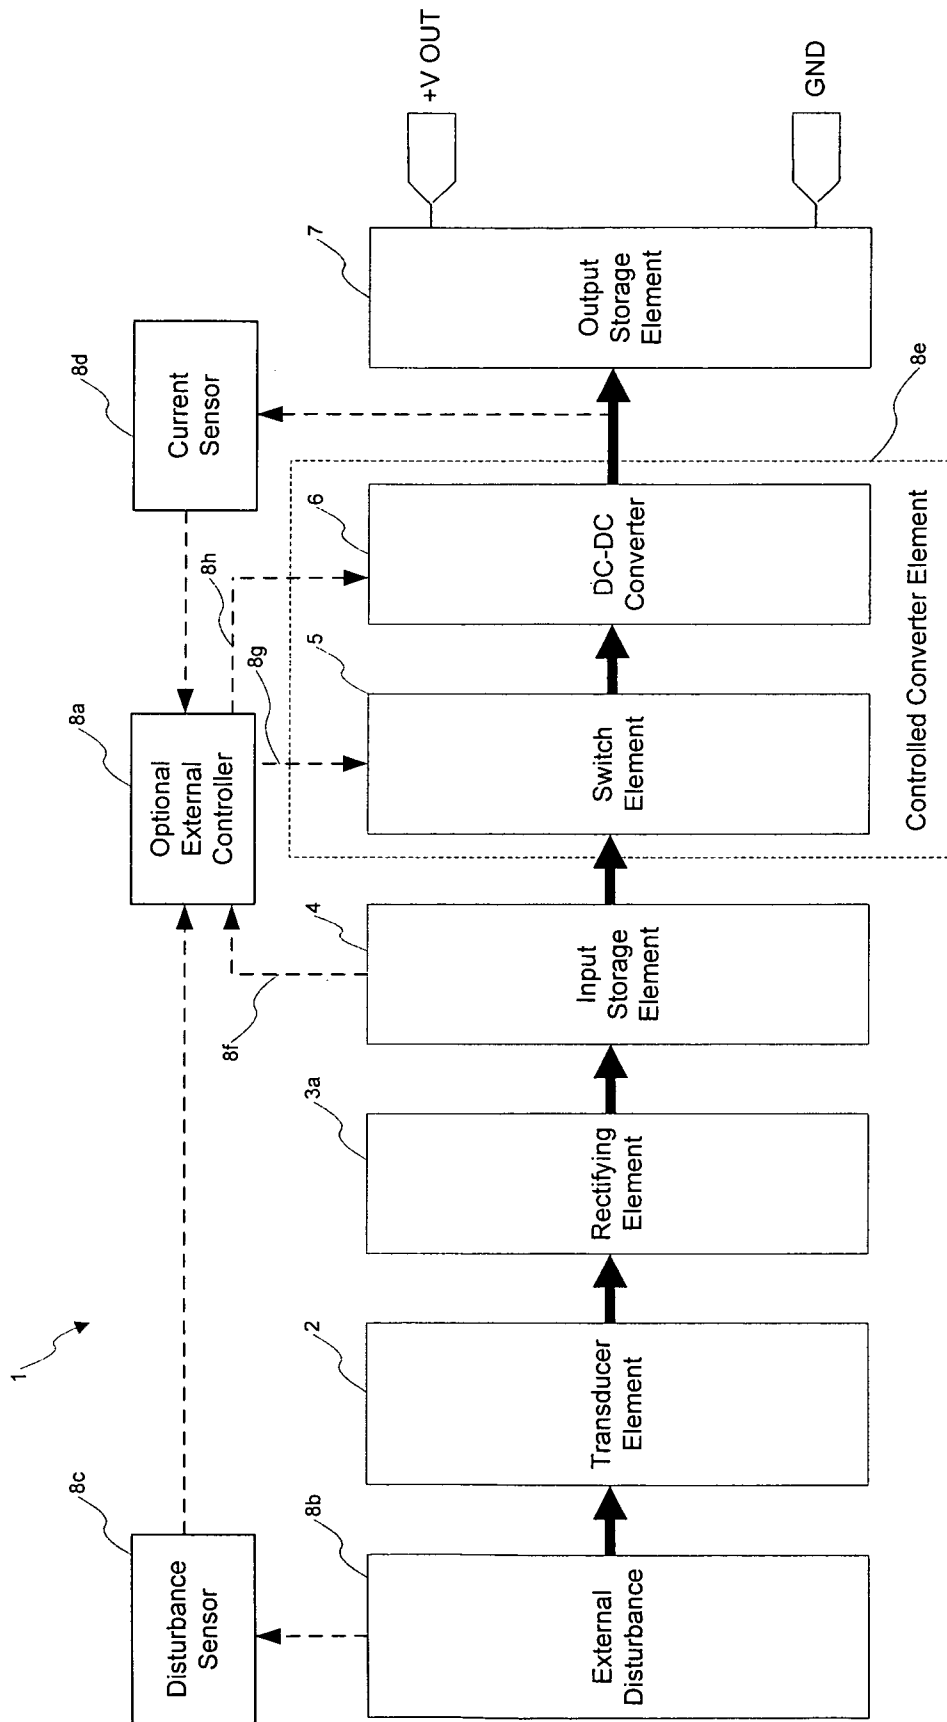 1
8c
Disturbance
Sensor
8a
Optional
External
Controller
8d
Current
Sensor
8f
8g
8h
8b
External
Disturbance
2
Transducer
Element
3a
Rectifying
Element
4
Input
Storage
Element
5
Switch
Element
6
DC-DC
Converter
7
Output
Storage
Element
+V OUT
GND
8e
Controlled Converter Element